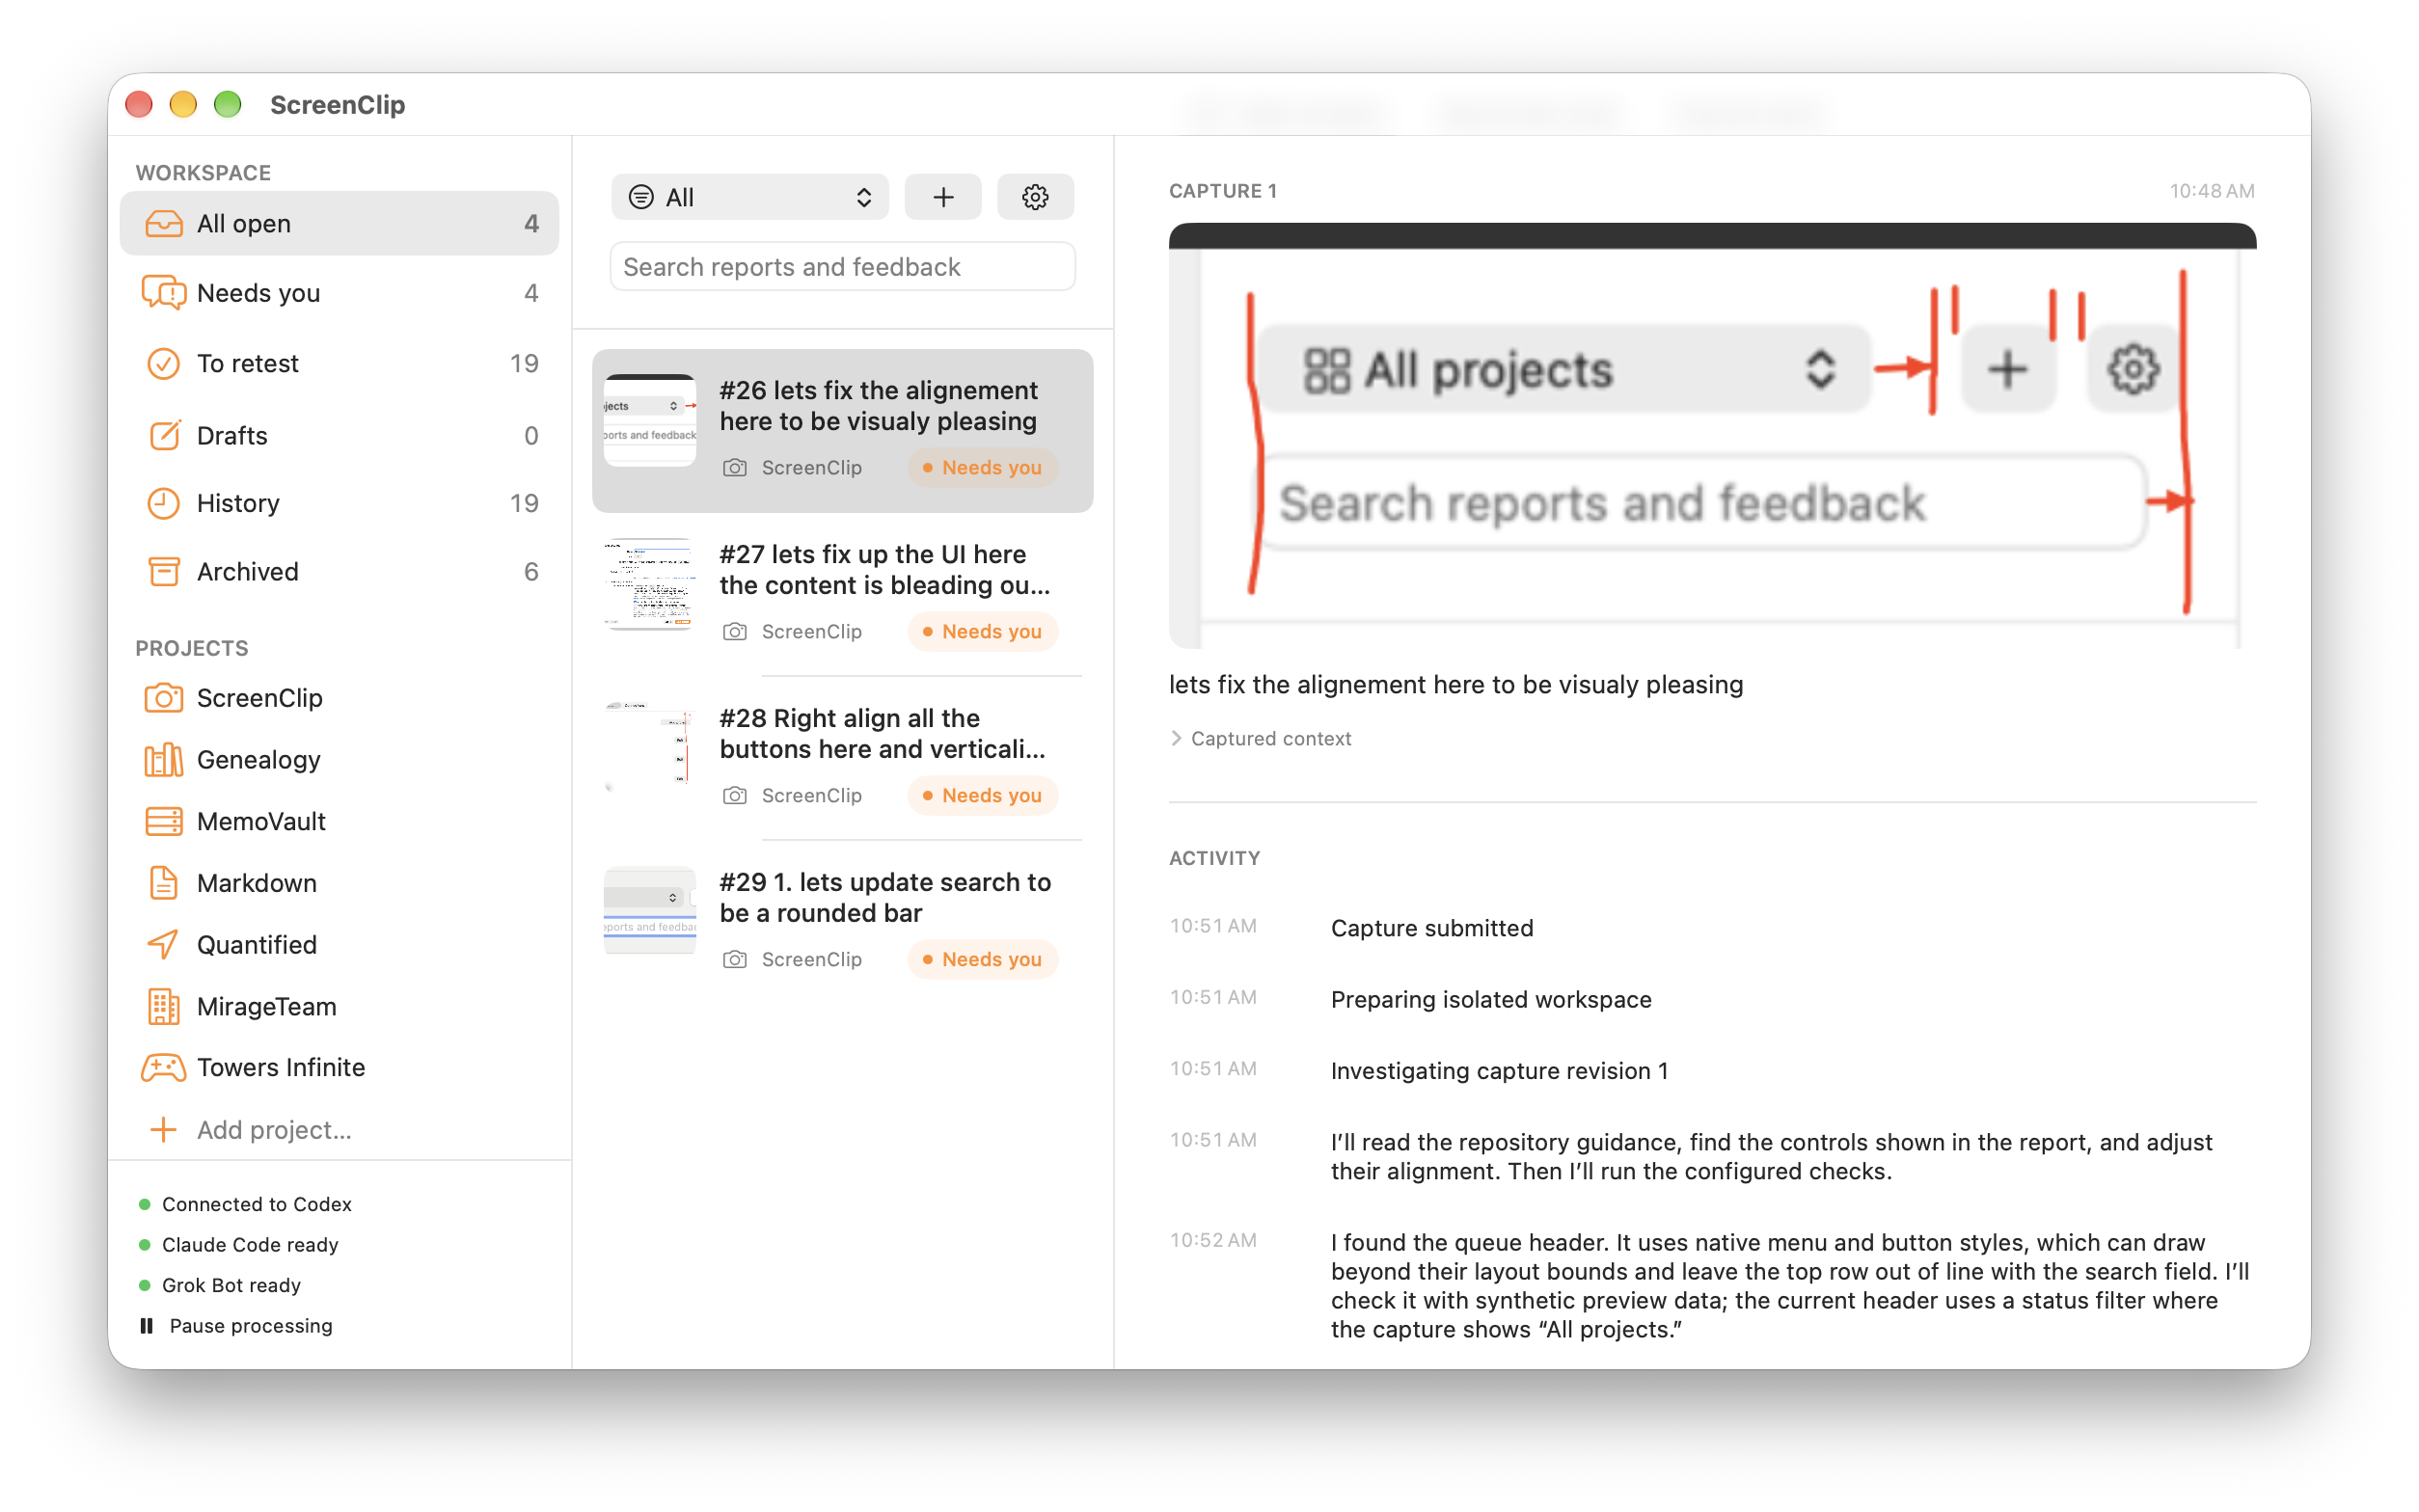 ScreenClip
WORKSPACE
All open 4
Needs you 4
To retest 19
Drafts 0
History 19
Archived 6
PROJECTS
ScreenClip
Genealogy
MemoVault
Markdown
Quantified
MirageTeam
Towers Infinite
Add project...
Connected to Codex
Claude Code ready
Grok Bot ready
Pause processing
All
Search reports and feedback
jects
ports and feedback
#26 lets fix the alignement
here to be visualy pleasing
ScreenClip Needs you
#27 lets fix up the UI here
the content is bleading ou...
ScreenClip Needs you
#28 Right align all the
buttons here and verticali...
ScreenClip Needs you
eports and feedba
#29 1. lets update search to
be a rounded bar
ScreenClip Needs you
CAPTURE 1 10:48 AM
All projects
Search reports and feedback
lets fix the alignement here to be visualy pleasing
Captured context
ACTIVITY
10:51 AM Capture submitted
10:51 AM Preparing isolated workspace
10:51 AM Investigating capture revision 1
10:51 AM I’ll read the repository guidance, find the controls shown in the report, and adjust
their alignment. Then I’ll run the configured checks.
10:52 AM I found the queue header. It uses native menu and button styles, which can draw
beyond their layout bounds and leave the top row out of line with the search field. I’ll
check it with synthetic preview data; the current header uses a status filter where
the capture shows “All projects.”